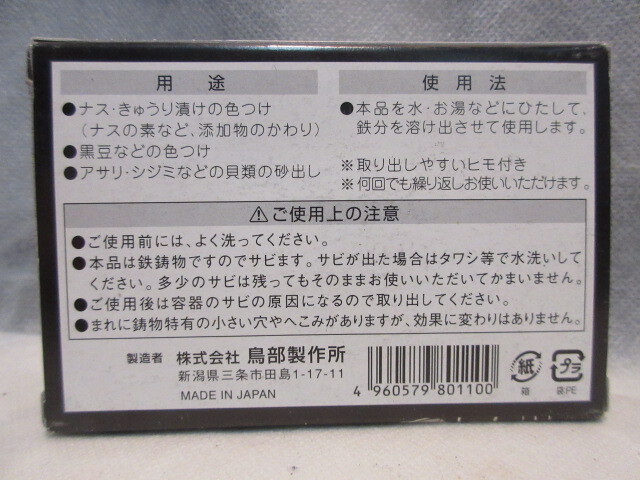 用途
●ナス・きゅうり漬けの色つけ
（ナスの素など、添加物のかわり）
●黒豆などの色つけ
●アサリ・シジミなどの貝類の砂出し
使用法
●本品を水・お湯などにひたして、
鉄分を溶け出させて使用します。
※取り出しやすいヒモ付き
※何回でも繰り返しお使いいただけます。
⚠ご使用上の注意
●ご使用前には、よく洗ってください。
●本品は鉄鋳物ですのでサビます。サビが出た場合はタワシ等で水洗いして
ください。多少のサビは残ってもそのままお使いいただいてかまいません。
●ご使用後は容器のサビの原因になるので取り出してください。
●まれに鋳物特有の小さい穴やへこみがありますが、効果に変わりはありません。
製造者 株式会社 鳥部製作所
新潟県三条市田島1-17-11
MADE IN JAPAN
4 960579 801100
紙
箱
プラ
袋:PE